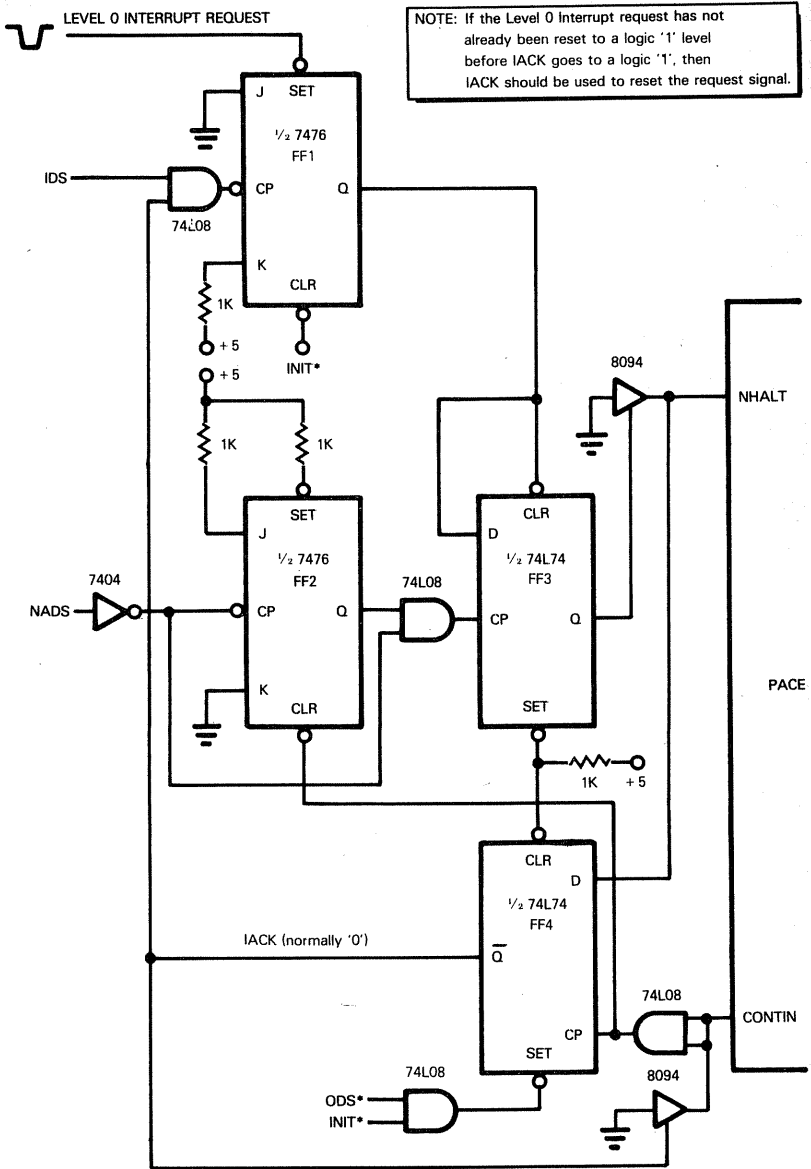 LEVEL 0 INTERRUPT REQUEST
NOTE: If the Level 0 Interrupt request has not
already been reset to a logic '1' level
before IACK goes to a logic '1', then
IACK should be used to reset the request signal.
J SET
½ 7476
FF1
IDS
CP Q
74L08
K
CLR
1K
+ 5
INIT*
+ 5
1K
1K
8094
NHALT
SET
J
½ 7476
FF2
CLR
D
½ 74L74
FF3
7404
74L08
NADS
CP Q
CP Q
K
CLR
SET
PACE
1K + 5
CLR
D
½ 74L74
FF4
IACK (normally '0')
Q
74L08
CONTIN
CP
SET
74L08
8094
ODS*
INIT*